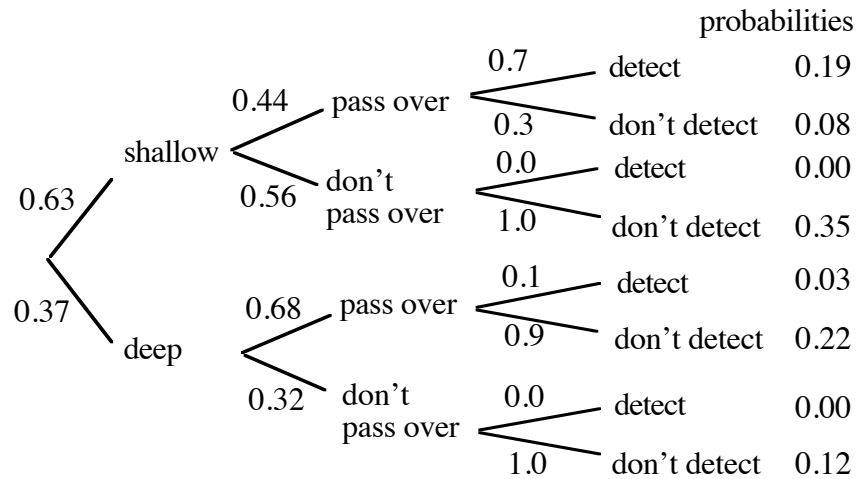 probabilities
0.7 detect 0.19
0.44 pass over
0.3 don't detect 0.08
shallow
0.0 detect 0.00
0.63 0.56 don't
pass over
1.0 don't detect 0.35
0.1 detect 0.03
0.37 0.68 pass over
0.9 don't detect 0.22
deep
0.32 don't
pass over
0.0 detect 0.00
1.0 don't detect 0.12